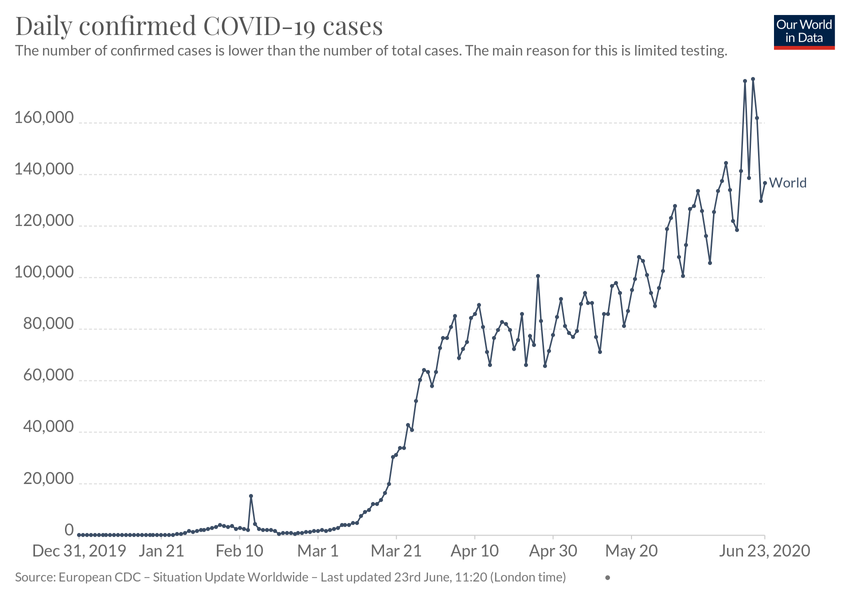 Daily confirmed COVID-19 cases
The number of confirmed cases is lower than the number of total cases. The main reason for this is limited testing.
Our World
in Data
160,000
140,000
120,000
100,000
80,000
60,000
40,000
20,000
0
World
Dec 31, 2019 Jan 21 Feb 10 Mar 1 Mar 21 Apr 10 Apr 30 May 20 Jun 23, 2020
Source: European CDC – Situation Update Worldwide – Last updated 23rd June, 11:20 (London time) •